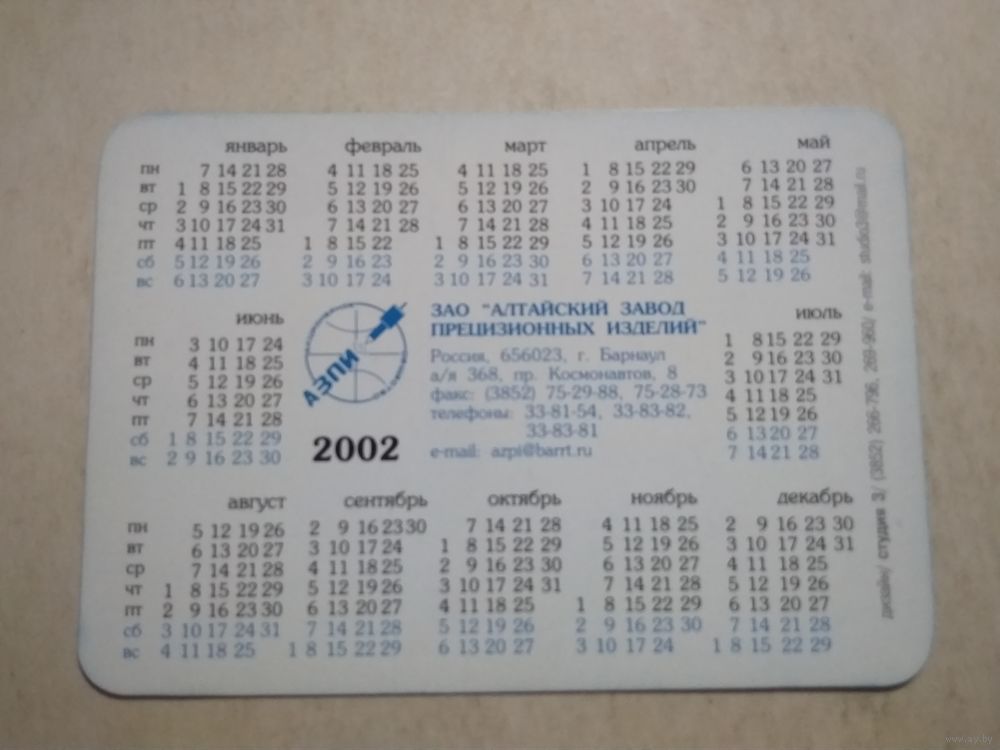 январь февраль март апрель май
пн 7 14 21 28 4 11 18 25 4 11 18 25 1 8 15 22 29 6 13 20 27
вт 1 8 15 22 29 5 12 19 26 5 12 19 26 2 9 16 23 30 7 14 21 28
ср 2 9 16 23 30 6 13 20 27 6 13 20 27 3 10 17 24 1 8 15 22 29
чт 3 10 17 24 31 7 14 21 28 7 14 21 28 4 11 18 25 2 9 16 23 30
пт 4 11 18 25 1 8 15 22 1 8 15 22 29 5 12 19 26 3 10 17 24 31
сб 5 12 19 26 2 9 16 23 2 9 16 23 30 6 13 20 27 4 11 18 25
вс 6 13 20 27 3 10 17 24 3 10 17 24 31 7 14 21 28 5 12 19 26
июнь
пн 3 10 17 24
вт 4 11 18 25
ср 5 12 19 26
чт 6 13 20 27
пт 7 14 21 28
сб 1 8 15 22 29
вс 2 9 16 23 30
АЗПИ
2002
ЗАО "АЛТАЙСКИЙ ЗАВОД
ПРЕЦИЗИОННЫХ ИЗДЕЛИЙ"
Россия, 656023, г. Барнаул
а/я 368, пр. Космонавтов, 8
факс: (3852) 75-29-88, 75-28-73
телефоны: 33-81-54, 33-83-82,
33-83-81
e-mail: azpi@barrt.ru
июль
1 8 15 22 29
2 9 16 23 30
3 10 17 24 31
4 11 18 25
5 12 19 26
6 13 20 27
7 14 21 28
август сентябрь октябрь ноябрь декабрь
пн 5 12 19 26 2 9 16 23 30 7 14 21 28 4 11 18 25 2 9 16 23 30
вт 6 13 20 27 3 10 17 24 1 8 15 22 29 5 12 19 26 3 10 17 24 31
ср 7 14 21 28 4 11 18 25 2 9 16 23 30 6 13 20 27 4 11 18 25
чт 1 8 15 22 29 5 12 19 26 3 10 17 24 31 7 14 21 28 5 12 19 26
пт 2 9 16 23 30 6 13 20 27 4 11 18 25 1 8 15 22 29 6 13 20 27
сб 3 10 17 24 31 7 14 21 28 5 12 19 26 2 9 16 23 30 7 14 21 28
вс 4 11 18 25 1 8 15 22 29 6 13 20 27 3 10 17 24 1 8 15 22 29
дизайн/ студия 3/ (3852) 266-796, 269-960/ e-mail: studio3@mail.ru
www.ay.by